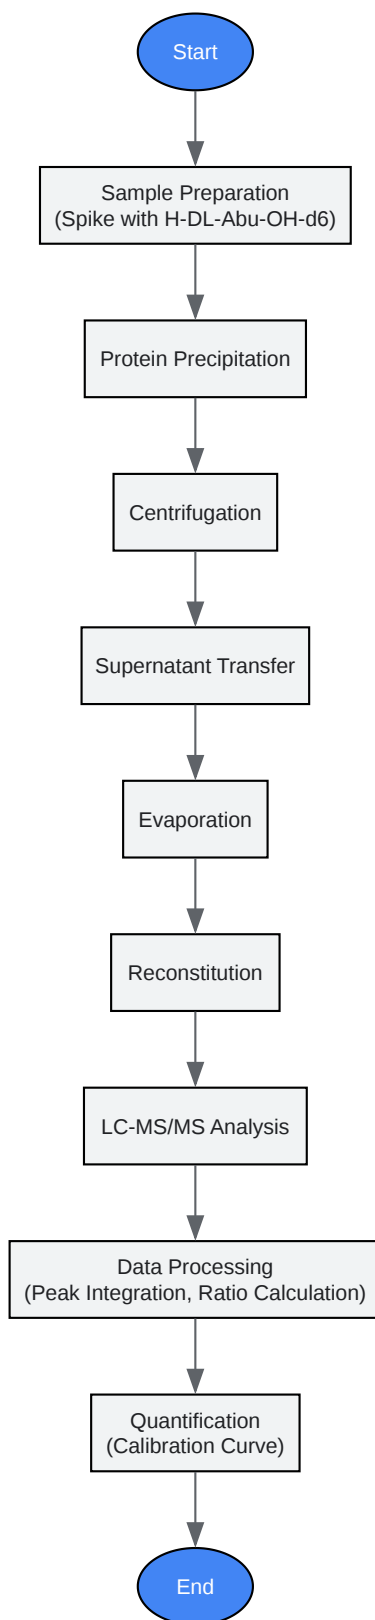 Start
Sample Preparation
(Spike with H-DL-Abu-OH-d6)
Protein Precipitation
Centrifugation
Supernatant Transfer
Evaporation
Reconstitution
LC-MS/MS Analysis
Data Processing
(Peak Integration, Ratio Calculation)
Quantification
(Calibration Curve)
End